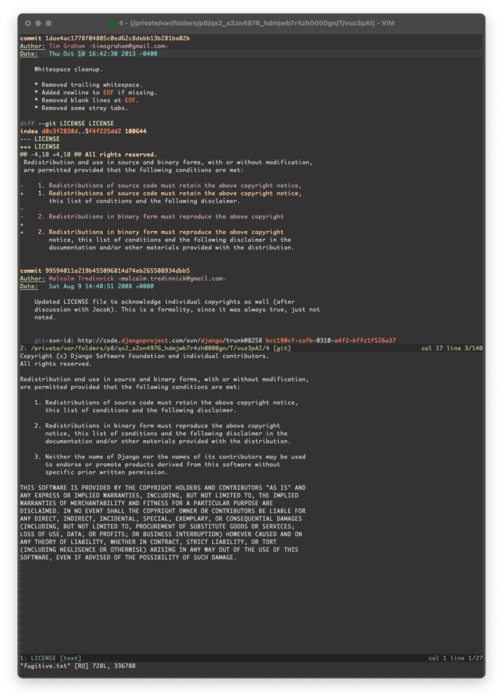 4 - (/private/var/folders/p8/qs2_s2zn4976_hdmjwb7r4zh0000gn/T/vuz3pAI) - VIM
commit 1dae4ac1778f04805c0ed62c8debb13b281ba02b
Author: Tim Graham <timograham@gmail.com>
Date:   Thu Oct 10 16:42:30 2013 -0400
Whitespace cleanup.
* Removed trailing whitespace.
* Added newline to EOF if missing.
* Removed blank lines at EOF.
* Removed some stray tabs.
diff --git LICENSE LICENSE
index d0c3f2838d..5f4f225dd2 100644
--- LICENSE
+++ LICENSE
@@ -4,10 +4,10 @@ All rights reserved.
Redistribution and use in source and binary forms, with or without modification,
are permitted provided that the following conditions are met:
-    1. Redistributions of source code must retain the above copyright notice,
+    1. Redistributions of source code must retain the above copyright notice,
this list of conditions and the following disclaimer.
-
-    2. Redistributions in binary form must reproduce the above copyright
+
+    2. Redistributions in binary form must reproduce the above copyright
notice, this list of conditions and the following disclaimer in the
documentation and/or other materials provided with the distribution.
commit 99594011a219b455096814d74eb265508934dbb5
Author: Malcolm Tredinnick <malcolm.tredinnick@gmail.com>
Date:   Sat Aug 9 14:40:51 2008 +0000
Updated LICENSE file to acknowledge individual copyrights as well (after
discussion with Jacob). This is a formality, since it was always true, just not
noted.
git-svn-id: http://code.djangoproject.com/svn/django/trunk@8258 bcc190cf-cafb-0310-a4f2-bffc1f526a37
2: /private/var/folders/p8/qs2_s2zn4976_hdmjwb7r4zh0000gn/T/vuz3pAI/4 [git] col 17 line 3/140
Copyright (c) Django Software Foundation and individual contributors.
All rights reserved.
Redistribution and use in source and binary forms, with or without modification,
are permitted provided that the following conditions are met:
1. Redistributions of source code must retain the above copyright notice,
this list of conditions and the following disclaimer.
2. Redistributions in binary form must reproduce the above copyright
notice, this list of conditions and the following disclaimer in the
documentation and/or other materials provided with the distribution.
3. Neither the name of Django nor the names of its contributors may be used
to endorse or promote products derived from this software without
specific prior written permission.
THIS SOFTWARE IS PROVIDED BY THE COPYRIGHT HOLDERS AND CONTRIBUTORS "AS IS" AND
ANY EXPRESS OR IMPLIED WARRANTIES, INCLUDING, BUT NOT LIMITED TO, THE IMPLIED
WARRANTIES OF MERCHANTABILITY AND FITNESS FOR A PARTICULAR PURPOSE ARE
DISCLAIMED. IN NO EVENT SHALL THE COPYRIGHT OWNER OR CONTRIBUTORS BE LIABLE FOR
ANY DIRECT, INDIRECT, INCIDENTAL, SPECIAL, EXEMPLARY, OR CONSEQUENTIAL DAMAGES
(INCLUDING, BUT NOT LIMITED TO, PROCUREMENT OF SUBSTITUTE GOODS OR SERVICES;
LOSS OF USE, DATA, OR PROFITS; OR BUSINESS INTERRUPTION) HOWEVER CAUSED AND ON
ANY THEORY OF LIABILITY, WHETHER IN CONTRACT, STRICT LIABILITY, OR TORT
(INCLUDING NEGLIGENCE OR OTHERWISE) ARISING IN ANY WAY OUT OF THE USE OF THIS
SOFTWARE, EVEN IF ADVISED OF THE POSSIBILITY OF SUCH DAMAGE.
1: LICENSE [text] col 1 line 1/27
"fugitive.txt" [RO] 728L, 33678B